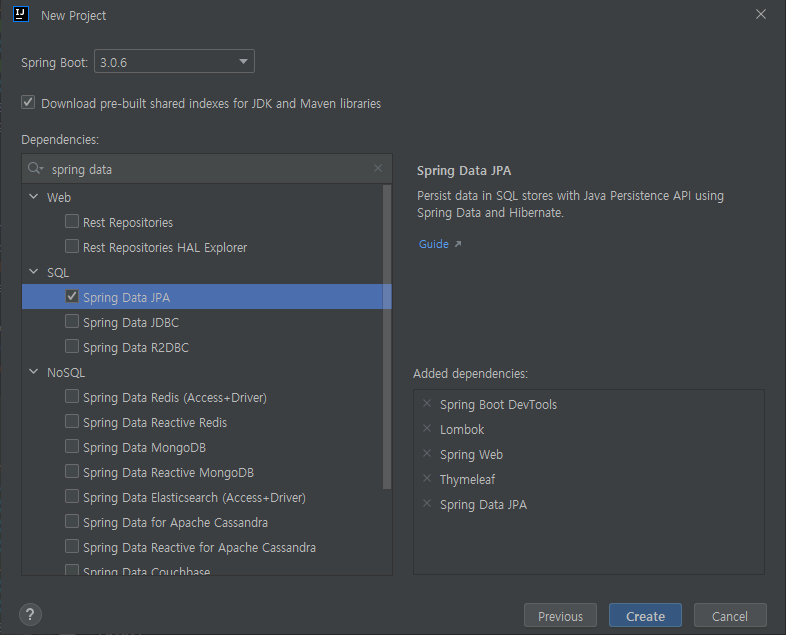 IJ New Project
Spring Boot: 3.0.6
Download pre-built shared indexes for JDK and Maven libraries
Dependencies:
spring data
Web
Rest Repositories
Rest Repositories HAL Explorer
SQL
Spring Data JPA
Spring Data JDBC
Spring Data R2DBC
NoSQL
Spring Data Redis (Access+Driver)
Spring Data Reactive Redis
Spring Data MongoDB
Spring Data Reactive MongoDB
Spring Data Elasticsearch (Access+Driver)
Spring Data for Apache Cassandra
Spring Data Reactive for Apache Cassandra
Spring Data Couchbase
Spring Data JPA
Persist data in SQL stores with Java Persistence API using
Spring Data and Hibernate.
Guide
Added dependencies:
Spring Boot DevTools
Lombok
Spring Web
Thymeleaf
Spring Data JPA
?
Previous
Create
Cancel